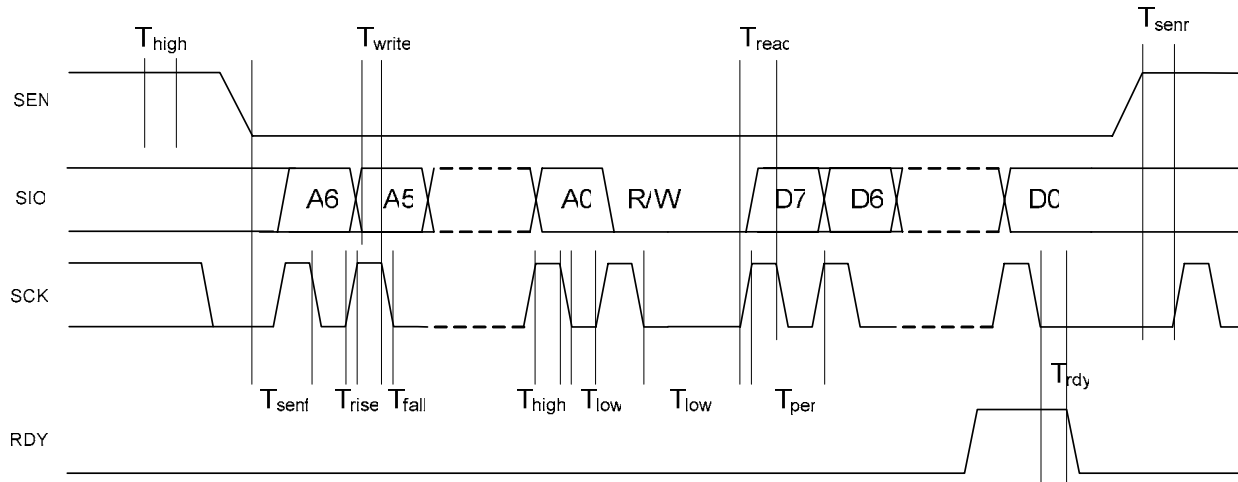 Tsenr
Thigh Twrite Treac
SEN
SIO A6 A5 A0 R/W D7 D6 D0
SCK
Trdy
Tsenf Trise Tfall Thigh Tlow Tlow Tper
RDY